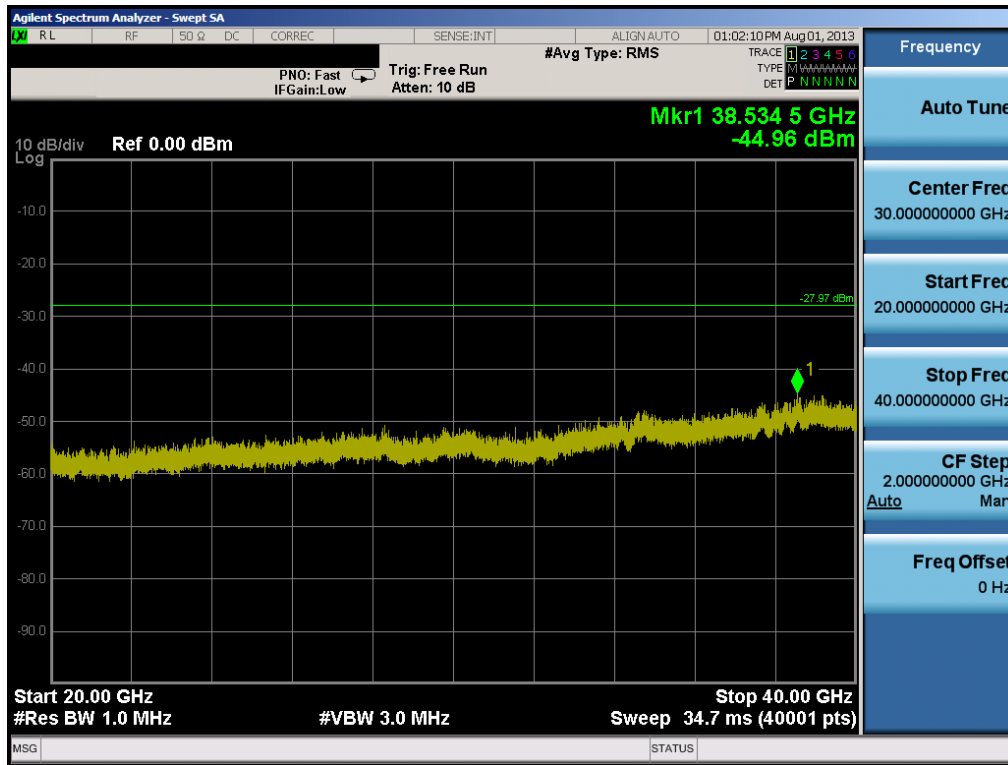 Agilent Spectrum Analyzer - Swept SA
LXI RL RF 50 Ω DC CORREC SENSE:INT ALIGN AUTO 01:02:10 PM Aug 01, 2013
#Avg Type: RMS
TRACE 1 2 3 4 5 6
TYPE M WWWWW
DET P N N N N N
PNO: Fast
IFGain:Low
Trig: Free Run
Atten: 10 dB
Mkr1 38.534 5 GHz
-44.96 dBm
10 dB/div Ref 0.00 dBm
Log
-10.0
-20.0
-27.97 dBm
-30.0
-40.0
1
-50.0
-60.0
-70.0
-80.0
-90.0
Start 20.00 GHz Stop 40.00 GHz
#Res BW 1.0 MHz #VBW 3.0 MHz Sweep 34.7 ms (40001 pts)
MSG STATUS
Frequency
Auto Tune
Center Freq
30.000000000 GHz
Start Freq
20.000000000 GHz
Stop Freq
40.000000000 GHz
CF Step
2.000000000 GHz
Auto Man
Freq Offset
0 Hz